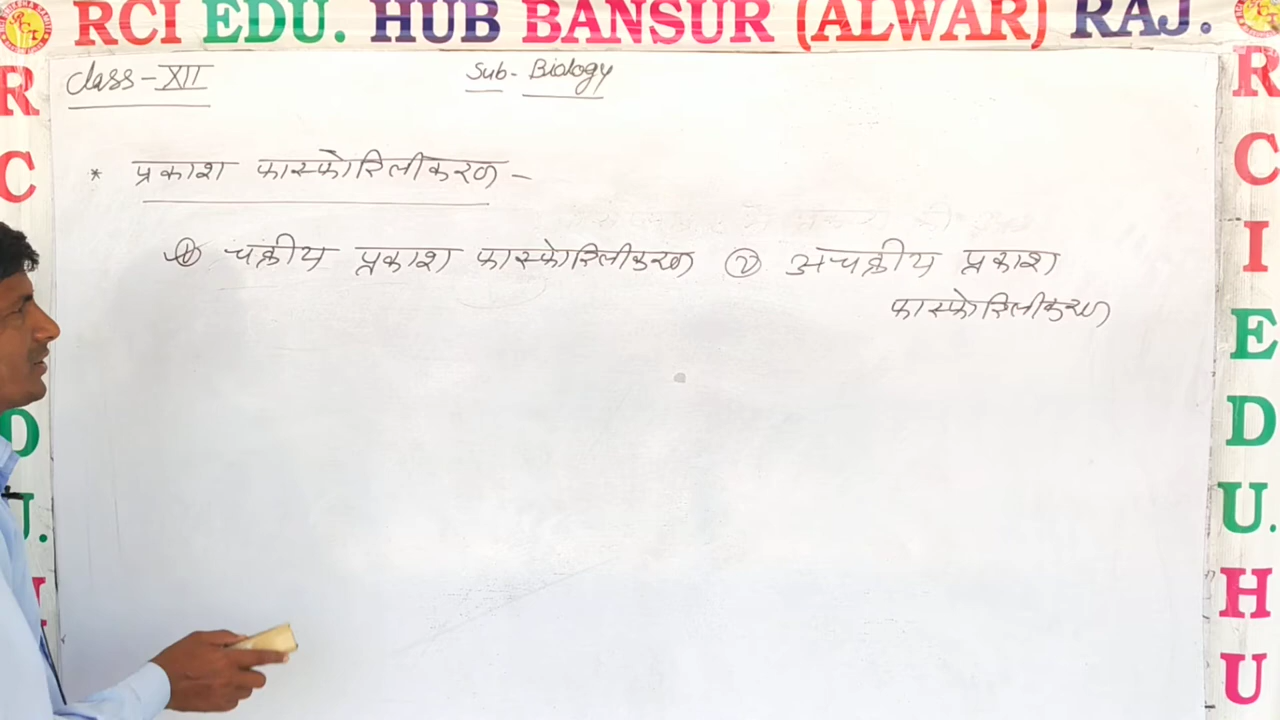 RCI EDU. HUB BANSUR (ALWAR) RAJ.
Class - XII
Sub - Biology
* प्रकाश फास्फोरिलीकरण -
① चक्रीय प्रकाश फास्फोरिलीकरण ② अचक्रीय प्रकाश
फास्फोरिलीकरण
R
C
D
U.
R
C
I
E
D
U.
H
U